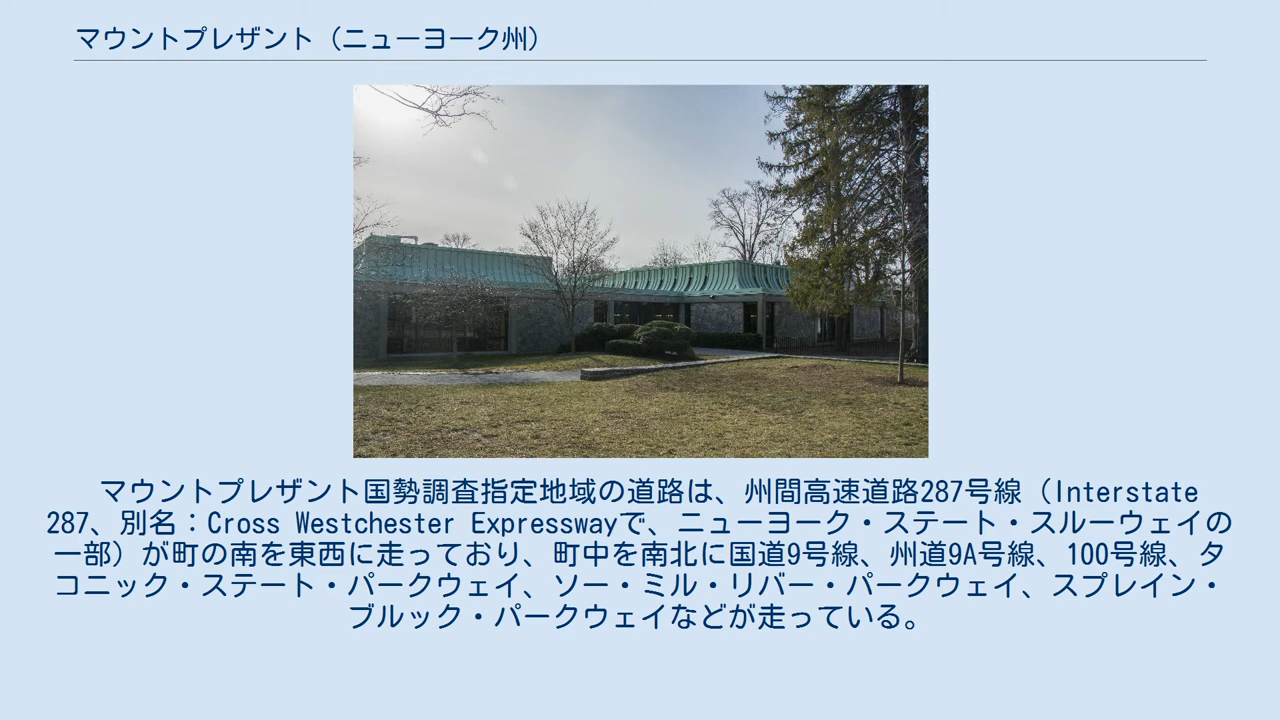 マウントプレザント（ニューヨーク州）
マウントプレザント国勢調査指定地域の道路は、州間高速道路287号線（Interstate
287、別名：Cross Westchester Expresswayで、ニューヨーク・ステート・スルーウェイの
一部）が町の南を東西に走っており、町中を南北に国道9号線、州道9A号線、100号線、タ
コニック・ステート・パークウェイ、ソー・ミル・リバー・パークウェイ、スプレイン・
ブルック・パークウェイなどが走っている。